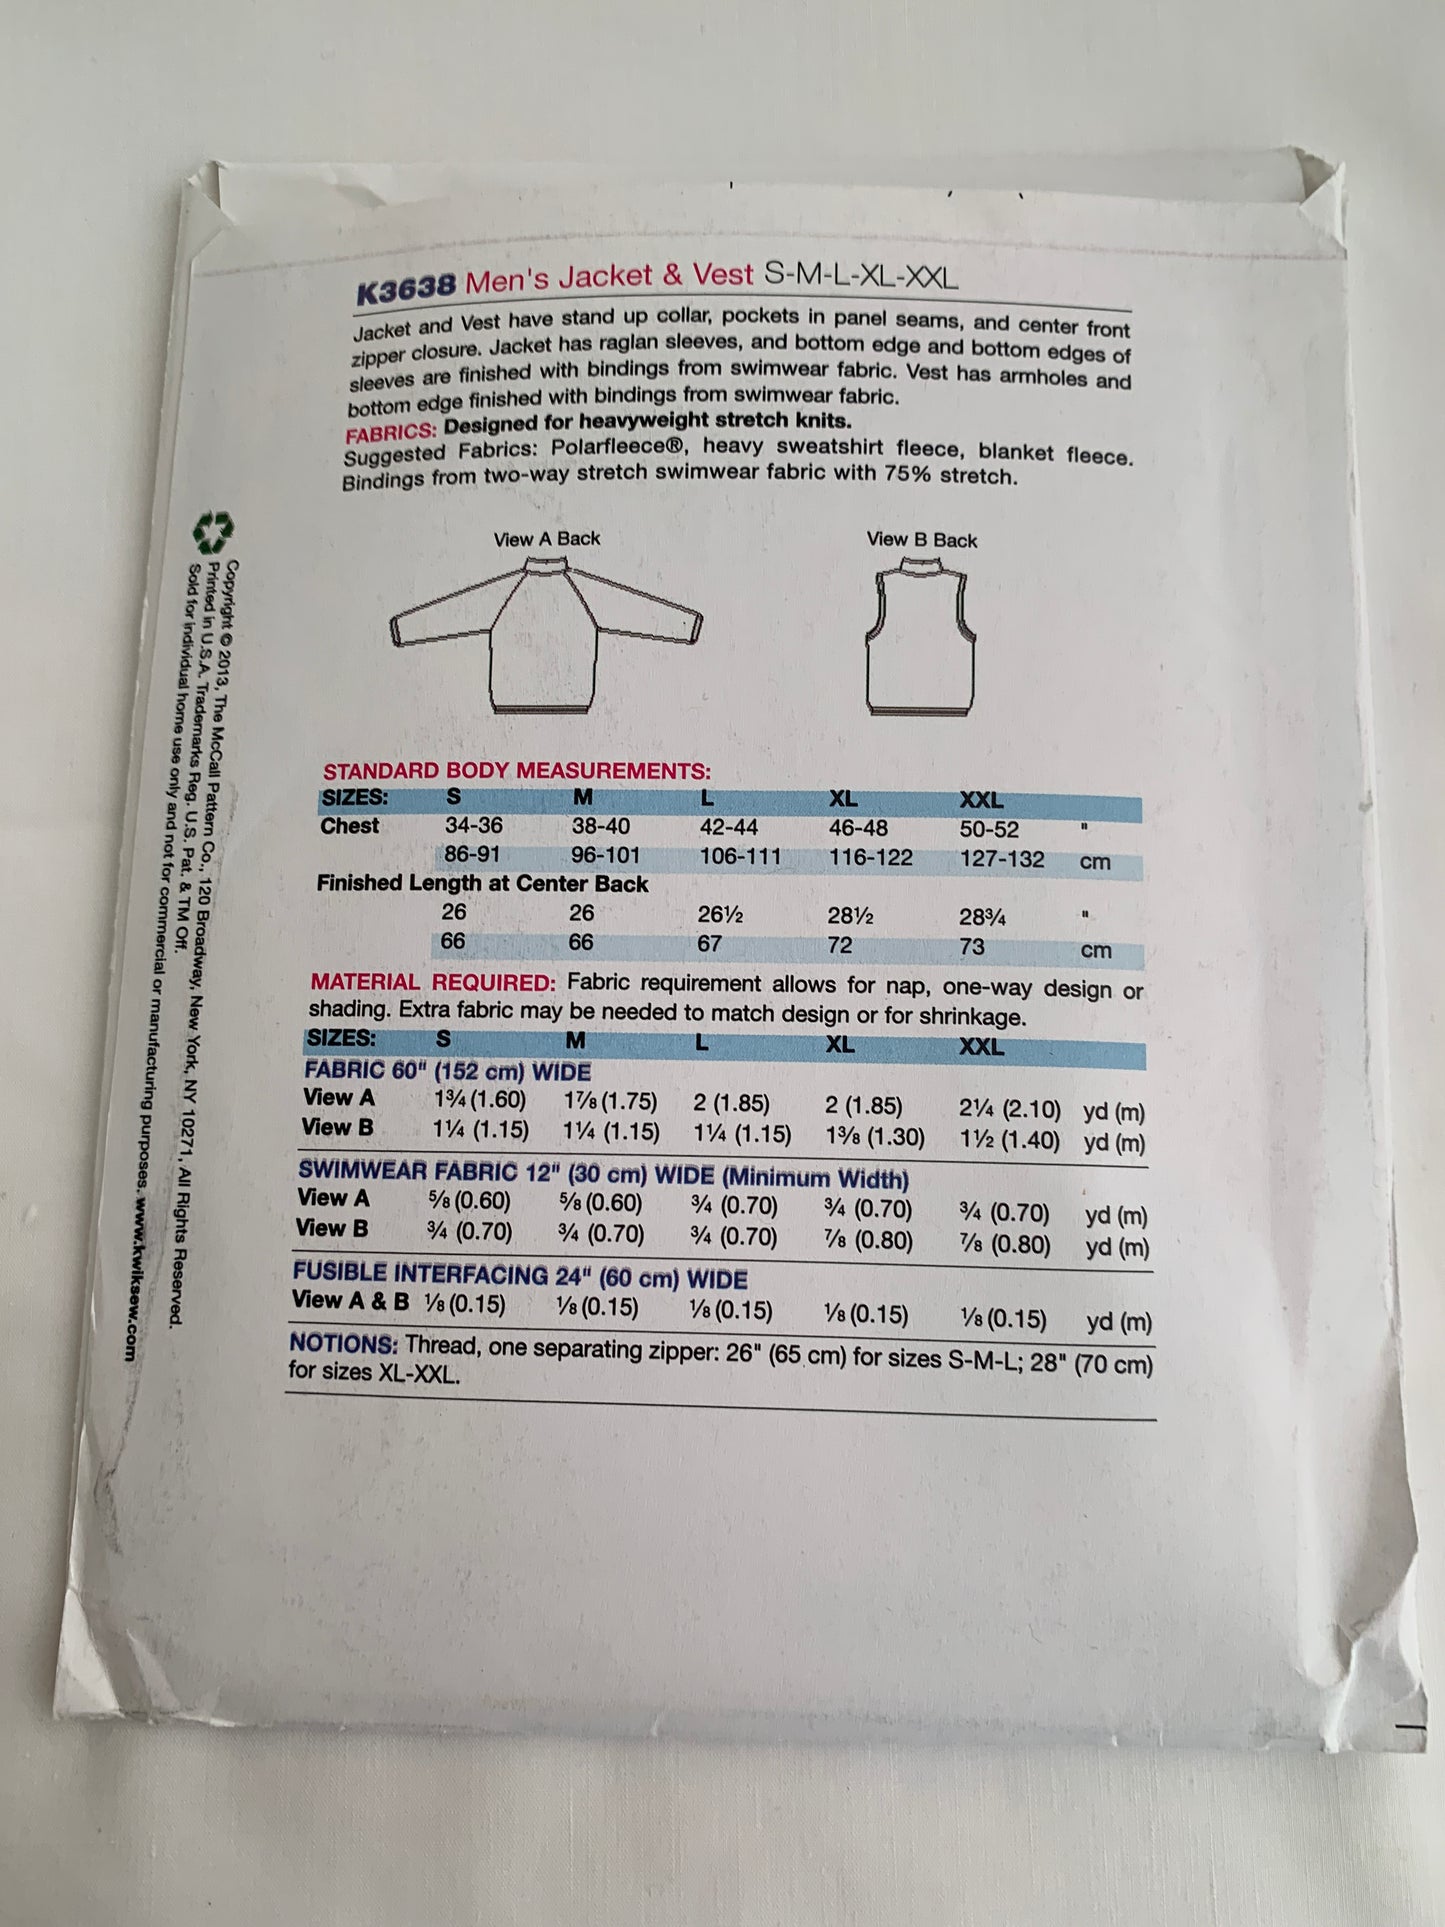 K3638 Men's Jacket & Vest S-M-L-XL-XXL
Jacket and Vest have stand up collar, pockets in panel seams, and center front
zipper closure. Jacket has raglan sleeves, and bottom edge and bottom edges of
sleeves are finished with bindings from swimwear fabric. Vest has armholes and
bottom edge finished with bindings from swimwear fabric.
FABRICS: Designed for heavyweight stretch knits.
Suggested Fabrics: Polarfleece®, heavy sweatshirt fleece, blanket fleece.
Bindings from two-way stretch swimwear fabric with 75% stretch.
View A Back View B Back
STANDARD BODY MEASUREMENTS:
SIZES: S M L XL XXL
Chest 34-36 38-40 42-44 46-48 50-52 "
86-91 96-101 106-111 116-122 127-132 cm
Finished Length at Center Back
26 26 26½ 28½ 28¾ "
66 66 67 72 73 cm
MATERIAL REQUIRED: Fabric requirement allows for nap, one-way design or
shading. Extra fabric may be needed to match design or for shrinkage.
SIZES: S M L XL XXL
FABRIC 60" (152 cm) WIDE
View A 1¾ (1.60) 1⅞ (1.75) 2 (1.85) 2 (1.85) 2¼ (2.10) yd (m)
View B 1¼ (1.15) 1¼ (1.15) 1¼ (1.15) 1⅜ (1.30) 1½ (1.40) yd (m)
SWIMWEAR FABRIC 12" (30 cm) WIDE (Minimum Width)
View A ⅝ (0.60) ⅝ (0.60) ¾ (0.70) ¾ (0.70) ¾ (0.70) yd (m)
View B ¾ (0.70) ¾ (0.70) ¾ (0.70) ⅞ (0.80) ⅞ (0.80) yd (m)
FUSIBLE INTERFACING 24" (60 cm) WIDE
View A & B ⅛ (0.15) ⅛ (0.15) ⅛ (0.15) ⅛ (0.15) ⅛ (0.15) yd (m)
NOTIONS: Thread, one separating zipper: 26" (65 cm) for sizes S-M-L; 28" (70 cm)
for sizes XL-XXL.
Copyright © 2013, The McCall Pattern Co., 120 Broadway, New York, NY 10271, All Rights Reserved.
Printed in U.S.A. Trademarks Reg. U.S. Pat. & TM Off.
Sold for individual home use only and not for commercial or manufacturing purposes. www.kwiksew.com